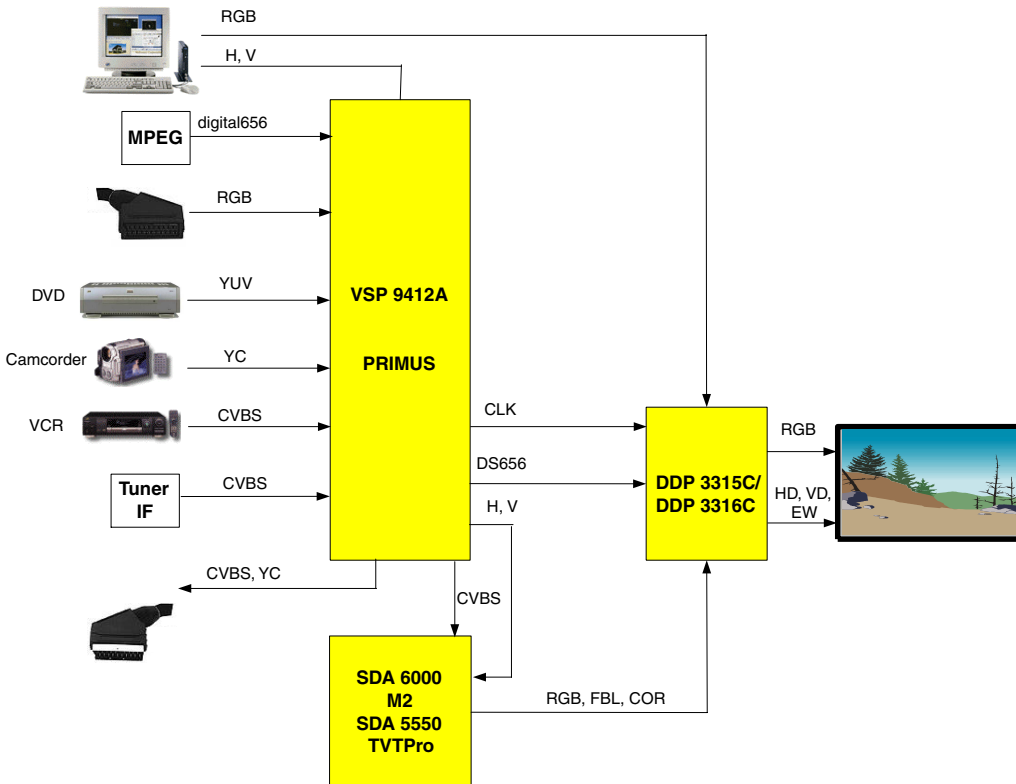 RGB
H, V
MPEG
digital656
RGB
DVD
YUV
VSP 9412A
PRIMUS
Camcorder
YC
VCR
CVBS
CLK
RGB
Tuner
IF
CVBS
DS656
DDP 3315C/
DDP 3316C
HD, VD,
EW
H, V
CVBS, YC
CVBS
SDA 6000
M2
SDA 5550
TVTPro
RGB, FBL, COR